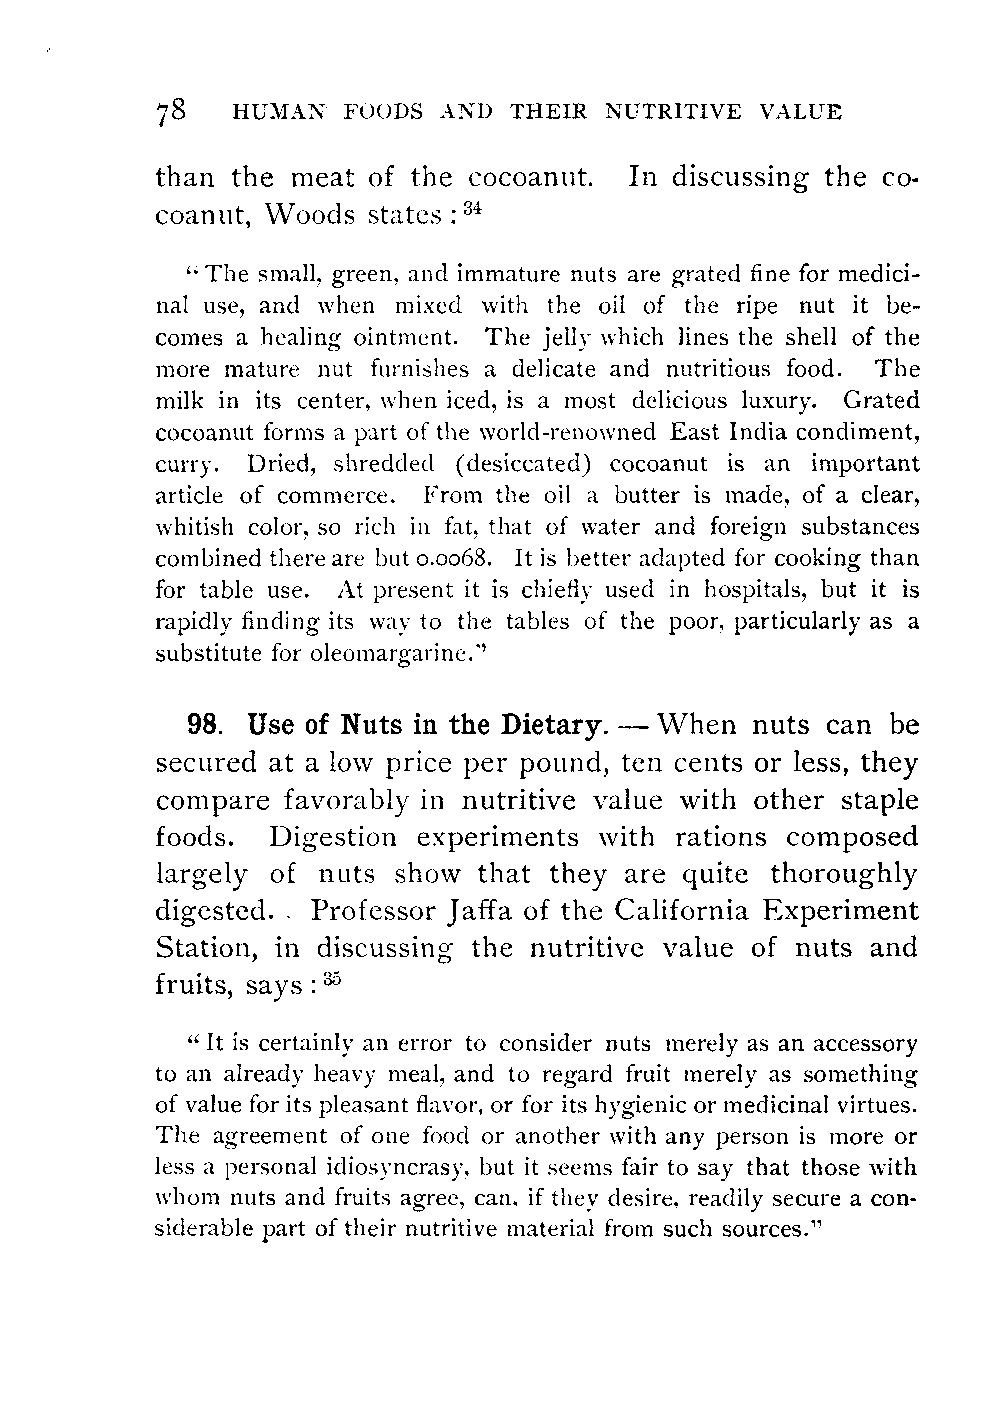 78 HUMAN FOODS AND THEIR NUTRITIVE VALUE
than the meat of the cocoanut. In discussing the co-
coanut, Woods states : 34
“ The small, green, and immature nuts are grated fine for medici-
nal use, and when mixed with the oil of the ripe nut it be-
comes a healing ointment. The jelly which lines the shell of the
more mature nut furnishes a delicate and nutritious food. The
milk in its center, when iced, is a most delicious luxury. Grated
cocoanut forms a part of the world-renowned East India condiment,
curry. Dried, shredded (desiccated) cocoanut is an important
article of commerce. From the oil a butter is made, of a clear,
whitish color, so rich in fat, that of water and foreign substances
combined there are but 0.0068. It is better adapted for cooking than
for table use. At present it is chiefly used in hospitals, but it is
rapidly finding its way to the tables of the poor, particularly as a
substitute for oleomargarine.”
98. Use of Nuts in the Dietary. — When nuts can be
secured at a low price per pound, ten cents or less, they
compare favorably in nutritive value with other staple
foods. Digestion experiments with rations composed
largely of nuts show that they are quite thoroughly
digested. Professor Jaffa of the California Experiment
Station, in discussing the nutritive value of nuts and
fruits, says : 35
“ It is certainly an error to consider nuts merely as an accessory
to an already heavy meal, and to regard fruit merely as something
of value for its pleasant flavor, or for its hygienic or medicinal virtues.
The agreement of one food or another with any person is more or
less a personal idiosyncrasy, but it seems fair to say that those with
whom nuts and fruits agree, can, if they desire, readily secure a con-
siderable part of their nutritive material from such sources.”